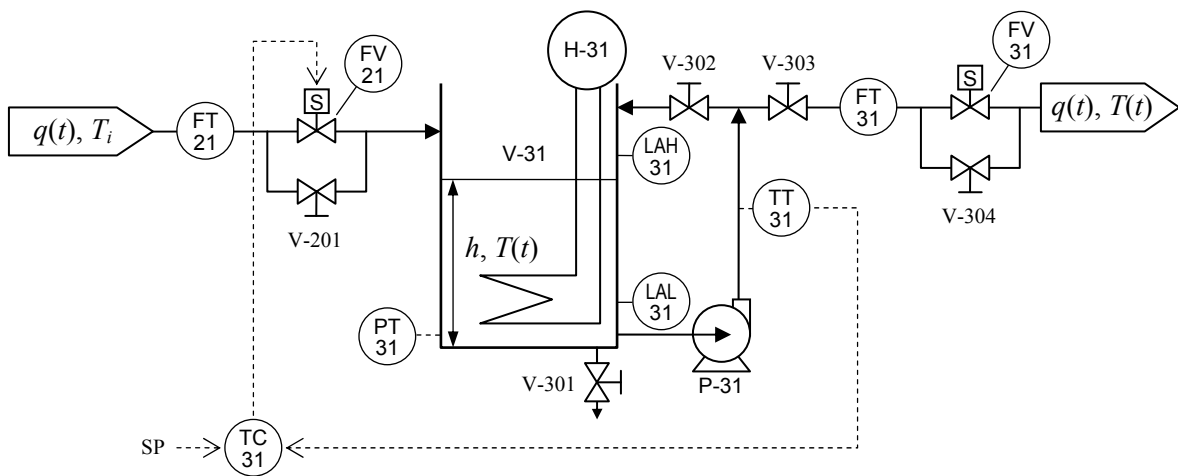 H-31
FV
31
FV
21
V-302
V-303
S
S
q(t), T_i
FT
21
FT
31
q(t), T(t)
V-31
LAH
31
V-201
TT
31
V-304
h, T(t)
LAL
31
PT
31
V-301
P-31
SP
TC
31